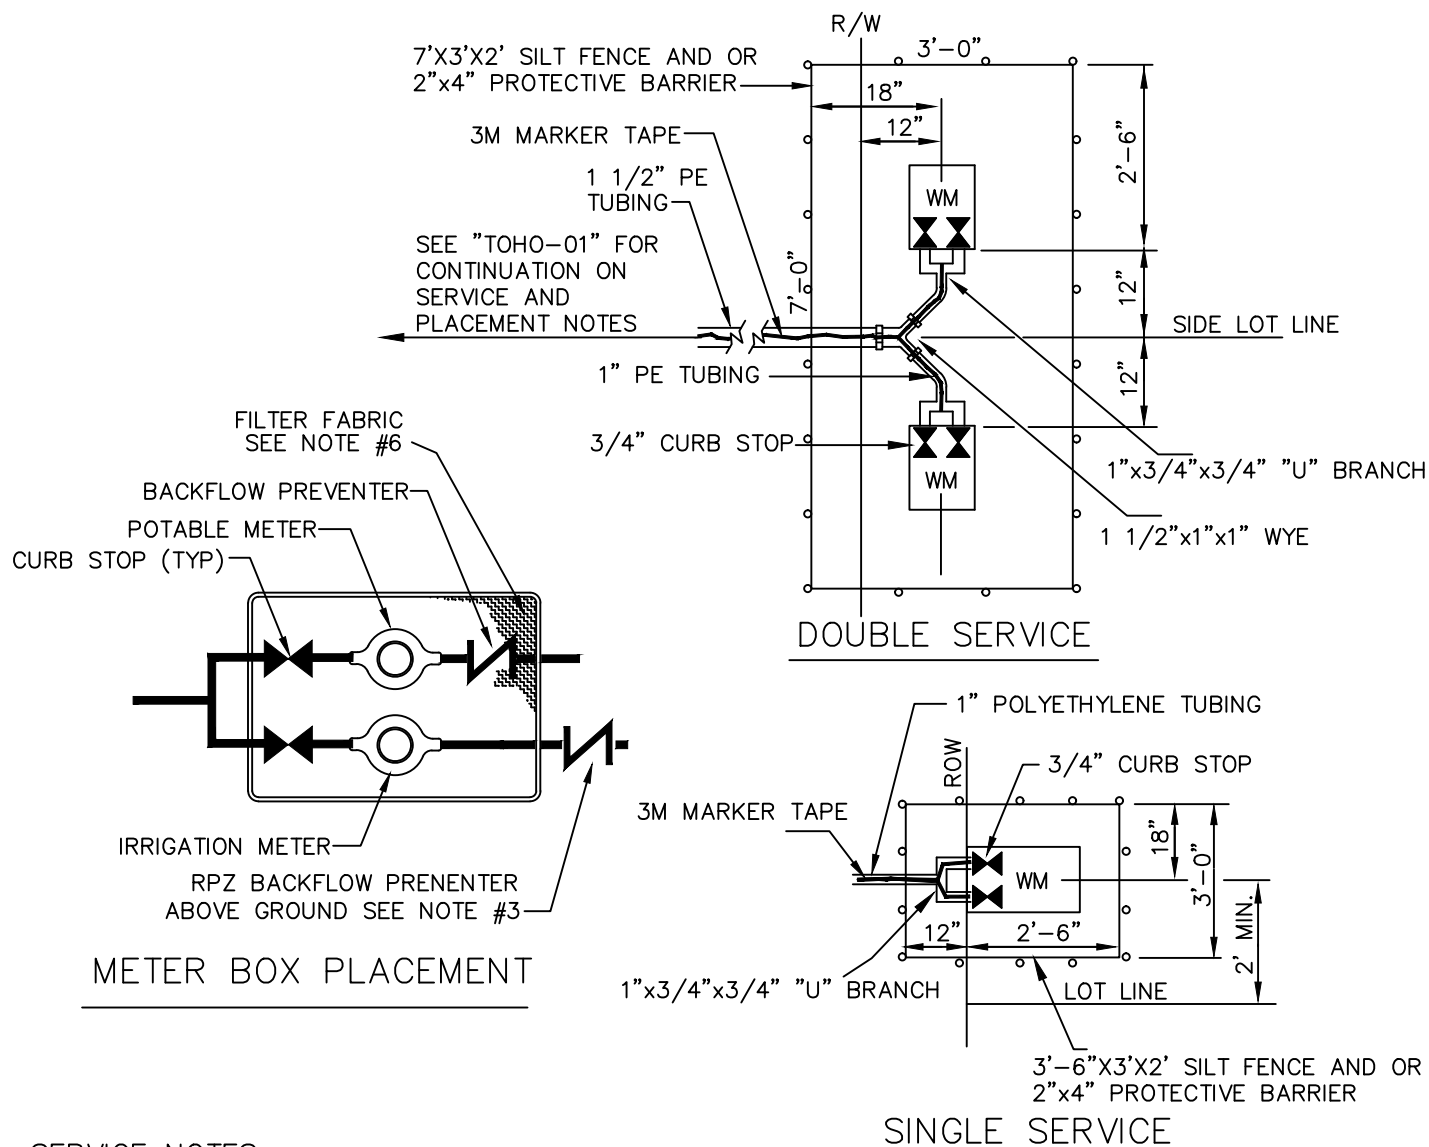 R/W
7’X3’X2’ SILT FENCE AND OR
2”x4” PROTECTIVE BARRIER
3’-0”
18”
12”
3M MARKER TAPE
1 1/2” PE
TUBING
2’-6”
WM
SEE ”TOHO-01” FOR
CONTINUATION ON
SERVICE AND
PLACEMENT NOTES
7’-0”
12”
SIDE LOT LINE
1” PE TUBING
12”
3/4” CURB STOP
WM
1”x3/4”x3/4” ”U” BRANCH
1 1/2”x1”x1” WYE
DOUBLE SERVICE
FILTER FABRIC
SEE NOTE #6
BACKFLOW PREVENTER
POTABLE METER
CURB STOP (TYP)
IRRIGATION METER
RPZ BACKFLOW PRENENTER
ABOVE GROUND SEE NOTE #3
METER BOX PLACEMENT
1” POLYETHYLENE TUBING
ROW
3/4” CURB STOP
3M MARKER TAPE
18”
3’-0”
WM
12”
2’-6”
2’ MIN.
1”x3/4”x3/4” ”U” BRANCH
LOT LINE
3’-6”X3’X2’ SILT FENCE AND OR
2”x4” PROTECTIVE BARRIER
SINGLE SERVICE
SERVICE NOTES